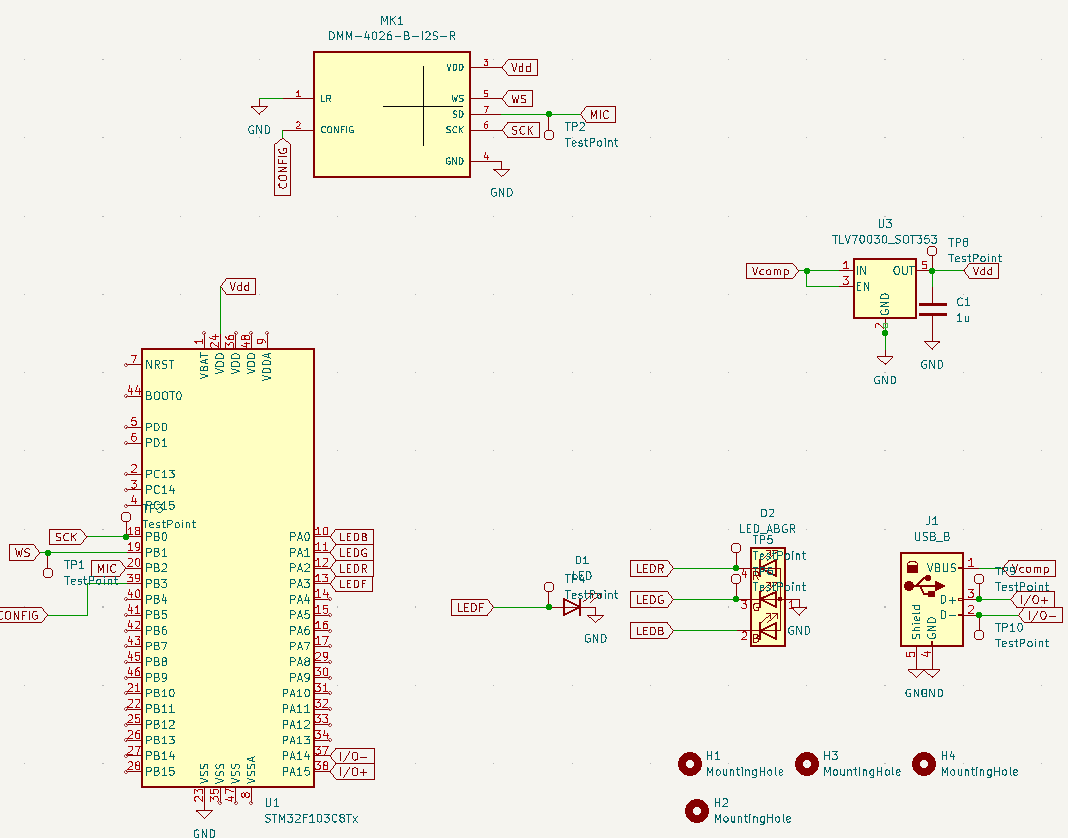 MK1
DMM-4026-B-I2S-R
VDD 3 Vdd
1 LR
WS 5 WS
SD 7 MIC
GND
2 CONFIG
SCK 6 SCK
TP2
TestPoint
CONFIG
GND 4
GND
U3
TLV70030_SOT353
TP8
TestPoint
Vcomp
1 IN
OUT 5
Vdd
3 EN
GND
2
C1
1u
GND
GND
Vdd
1 24 36 48 9
VBAT VDD VDD VDD VDDA
7 NRST
44 BOOT0
5 PD0
6 PD1
2 PC13
3 PC14
4 PC15
TestPoint
SCK 18 PB0
WS 19 PB1
TP1
TestPoint
MIC 20 PB2
39 PB3
40 PB4
CONFIG 41 PB5
42 PB6
43 PB7
45 PB8
46 PB9
21 PB10
22 PB11
25 PB12
26 PB13
27 PB14
28 PB15
PA0 10 LEDB
PA1 11 LEDG
PA2 12 LEDR
PA3 13 LEDF
PA4 14
PA5 15
PA6 16
PA7 17
PA8 29
PA9 30
PA10 31
PA11 32
PA12 33
PA13 34
PA14 37 I/O-
PA15 38 I/O+
VSS VSS VSS VSSA
23 35 47 8
GND
U1
STM32F103C8Tx
D1
LED
TestPoint
LEDF
GND
D2
LED_ABGR
TP5
TestPoint
LEDR 4 R
TestPoint
LEDG 3 G
1
LEDB 2 B
GND
J1
USB_B
VBUS 1 Vcomp
TestPoint
D+ 3 I/O+
D- 2 I/O-
TP10
TestPoint
Shield GND
5 4
GND
GND
H1
MountingHole
H3
MountingHole
H4
MountingHole
H2
MountingHole